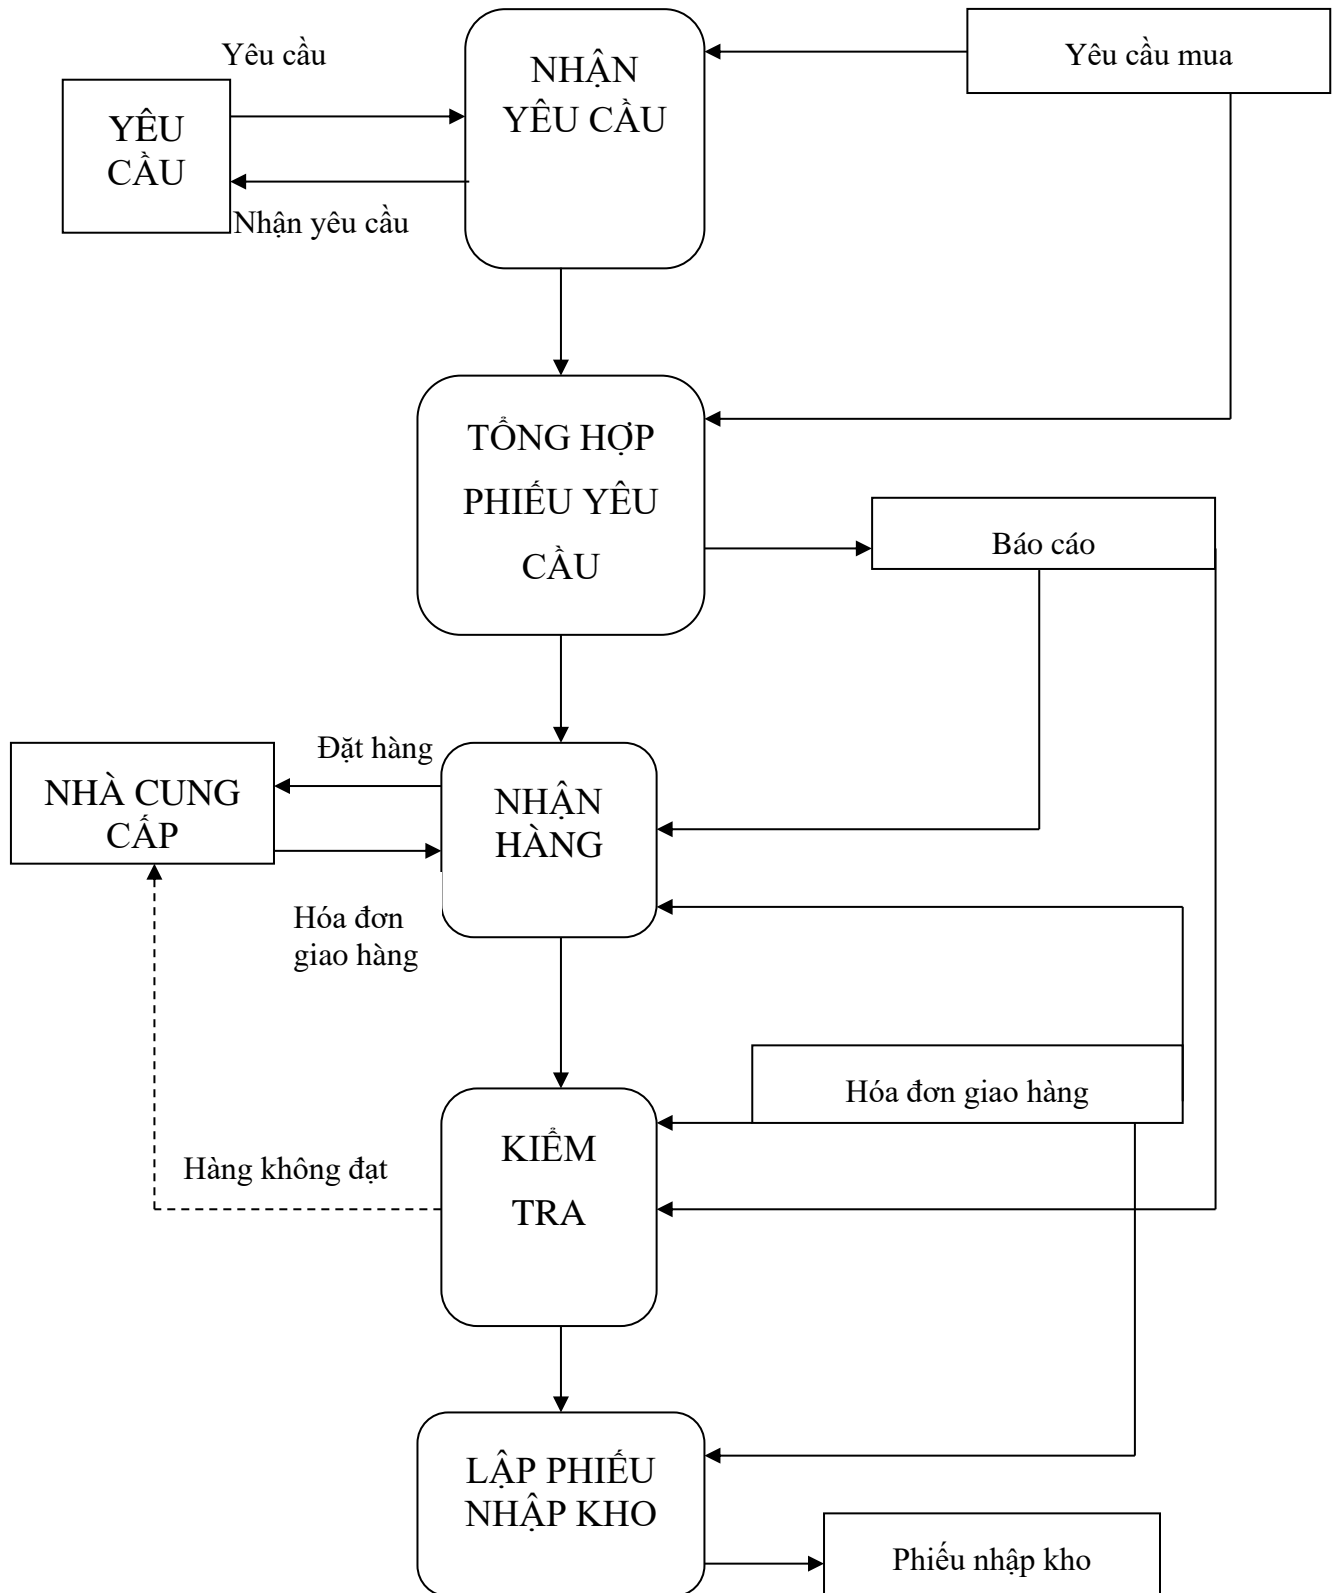 Yêu cầu
NHẬN
YÊU CẦU
Yêu cầu mua
YÊU
CẦU
Nhận yêu cầu
TỔNG HỢP
PHIẾU YÊU
CẦU
Báo cáo
Đặt hàng
NHÀ CUNG
CẤP
NHẬN
HÀNG
Hóa đơn
giao hàng
Hóa đơn giao hàng
KIỂM
TRA
Hàng không đạt
LẬP PHIẾU
NHẬP KHO
Phiếu nhập kho